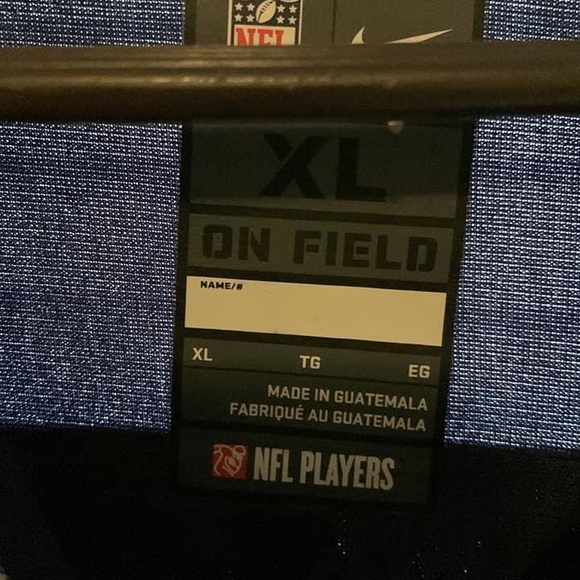 NFL
XL
ON FIELD
NAME/#
XL TG EG
MADE IN GUATEMALA
FABRIQUÉ AU GUATEMALA
NFL PLAYERS